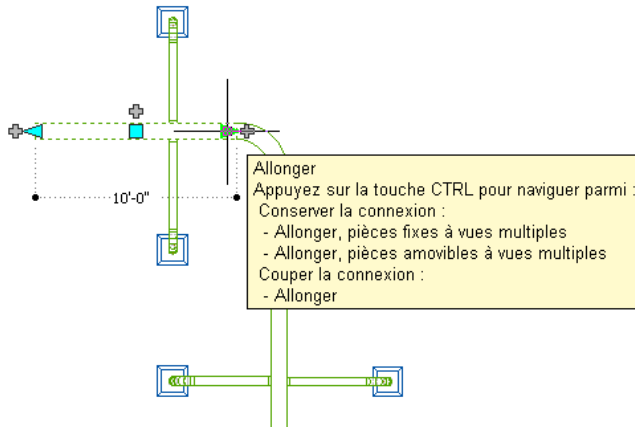 10'-0"
Allonger
Appuyez sur la touche CTRL pour naviguer parmi :
Conserver la connexion :
- Allonger, pièces fixes à vues multiples
- Allonger, pièces amovibles à vues multiples
Couper la connexion :
- Allonger